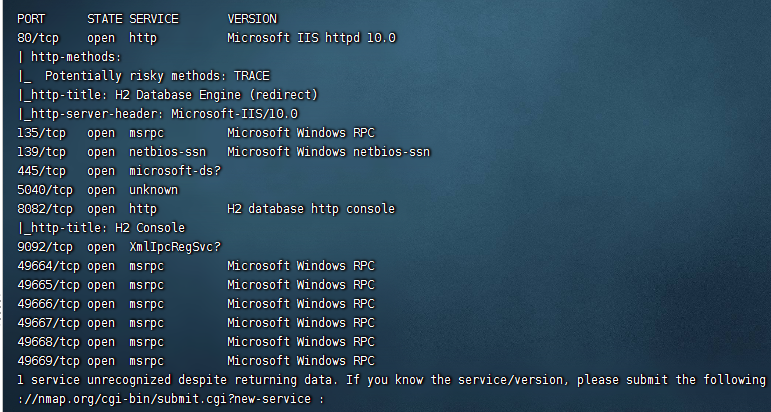 PORT STATE SERVICE VERSION
80/tcp open http Microsoft IIS httpd 10.0
| http-methods:
|_ Potentially risky methods: TRACE
|_http-title: H2 Database Engine (redirect)
|_http-server-header: Microsoft-IIS/10.0
135/tcp open msrpc Microsoft Windows RPC
139/tcp open netbios-ssn Microsoft Windows netbios-ssn
445/tcp open microsoft-ds?
5040/tcp open unknown
8082/tcp open http H2 database http console
|_http-title: H2 Console
9092/tcp open XmlIpcRegSvc?
49664/tcp open msrpc Microsoft Windows RPC
49665/tcp open msrpc Microsoft Windows RPC
49666/tcp open msrpc Microsoft Windows RPC
49667/tcp open msrpc Microsoft Windows RPC
49668/tcp open msrpc Microsoft Windows RPC
49669/tcp open msrpc Microsoft Windows RPC
1 service unrecognized despite returning data. If you know the service/version, please submit the following
://nmap.org/cgi-bin/submit.cgi?new-service :